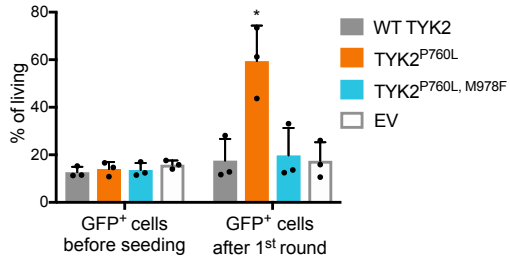 80
60
40
20
0
% of living
*
GFP⁺ cells
before seeding
GFP⁺ cells
after 1ˢᵗ round
WT TYK2
TYK2ᴾ⁷⁶⁰ᴸ
TYK2ᴾ⁷⁶⁰ᴸ, ᴹ⁹⁷⁸F
EV